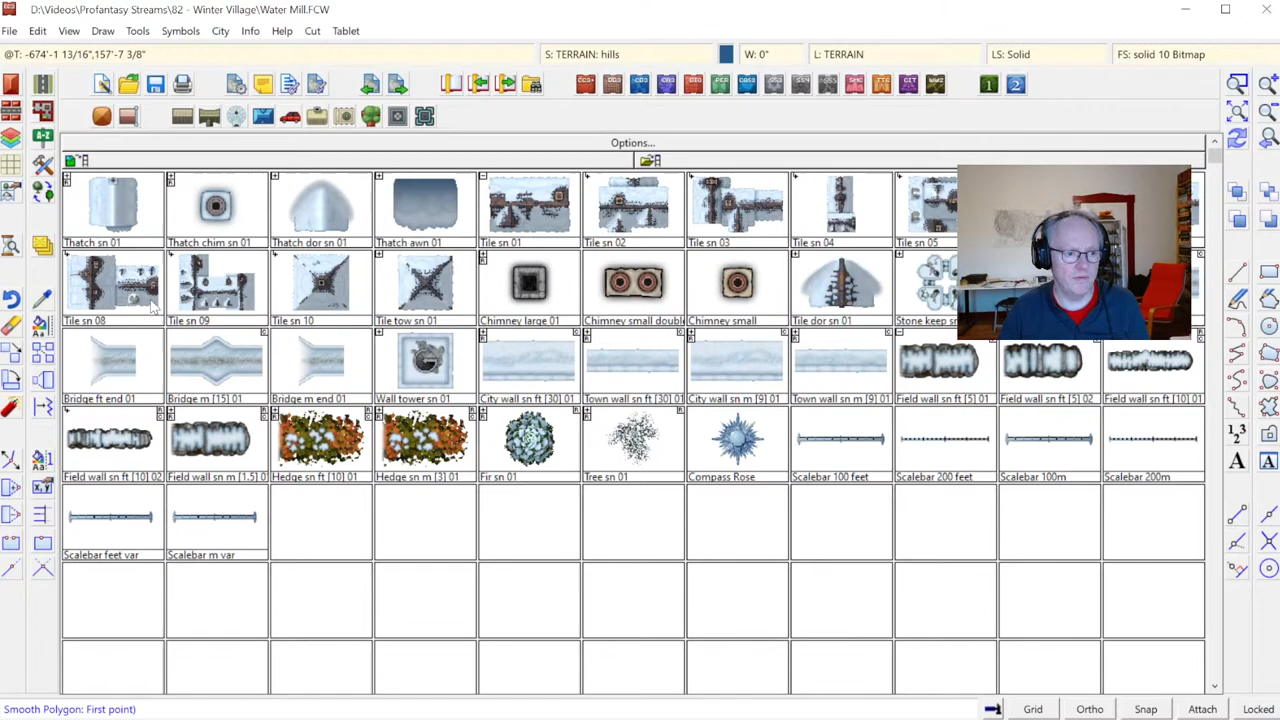 D:\Videos\Profantasy Streams\82 - Winter Village\Water Mill.FCW
File Edit View Draw Tools Symbols City Info Help Cut Tablet
@T: -674'-1 13/16",157'-7 3/8" S: TERRAIN: hills W: 0" L: TERRAIN LS: Solid FS: solid 10 Bitmap
Options...
Thatch sn 01 Thatch chim sn 01 Thatch dor sn 01 Thatch awn 01 Tile sn 01 Tile sn 02 Tile sn 03 Tile sn 04 Tile sn 05
Tile sn 08 Tile sn 09 Tile sn 10 Tile tow sn 01 Chimney large 01 Chimney small double Chimney small Tile dor sn 01 Stone keep sn
Bridge ft end 01 Bridge m [15] 01 Bridge m end 01 Wall tower sn 01 City wall sn ft [30] 01 Town wall sn ft [30] 01 City wall sn m [9] 01 Town wall sn m [9] 01 Field wall sn ft [5] 01 Field wall sn ft [5] 02 Field wall sn ft [10] 01
Field wall sn ft [10] 02 Field wall sn m [1.5] 0 Hedge sn ft [10] 01 Hedge sn m [3] 01 Fir sn 01 Tree sn 01 Compass Rose Scalebar 100 feet Scalebar 200 feet Scalebar 100m Scalebar 200m
Scalebar feet var Scalebar m var
Smooth Polygon: First point) Grid Ortho Snap Attach Locked